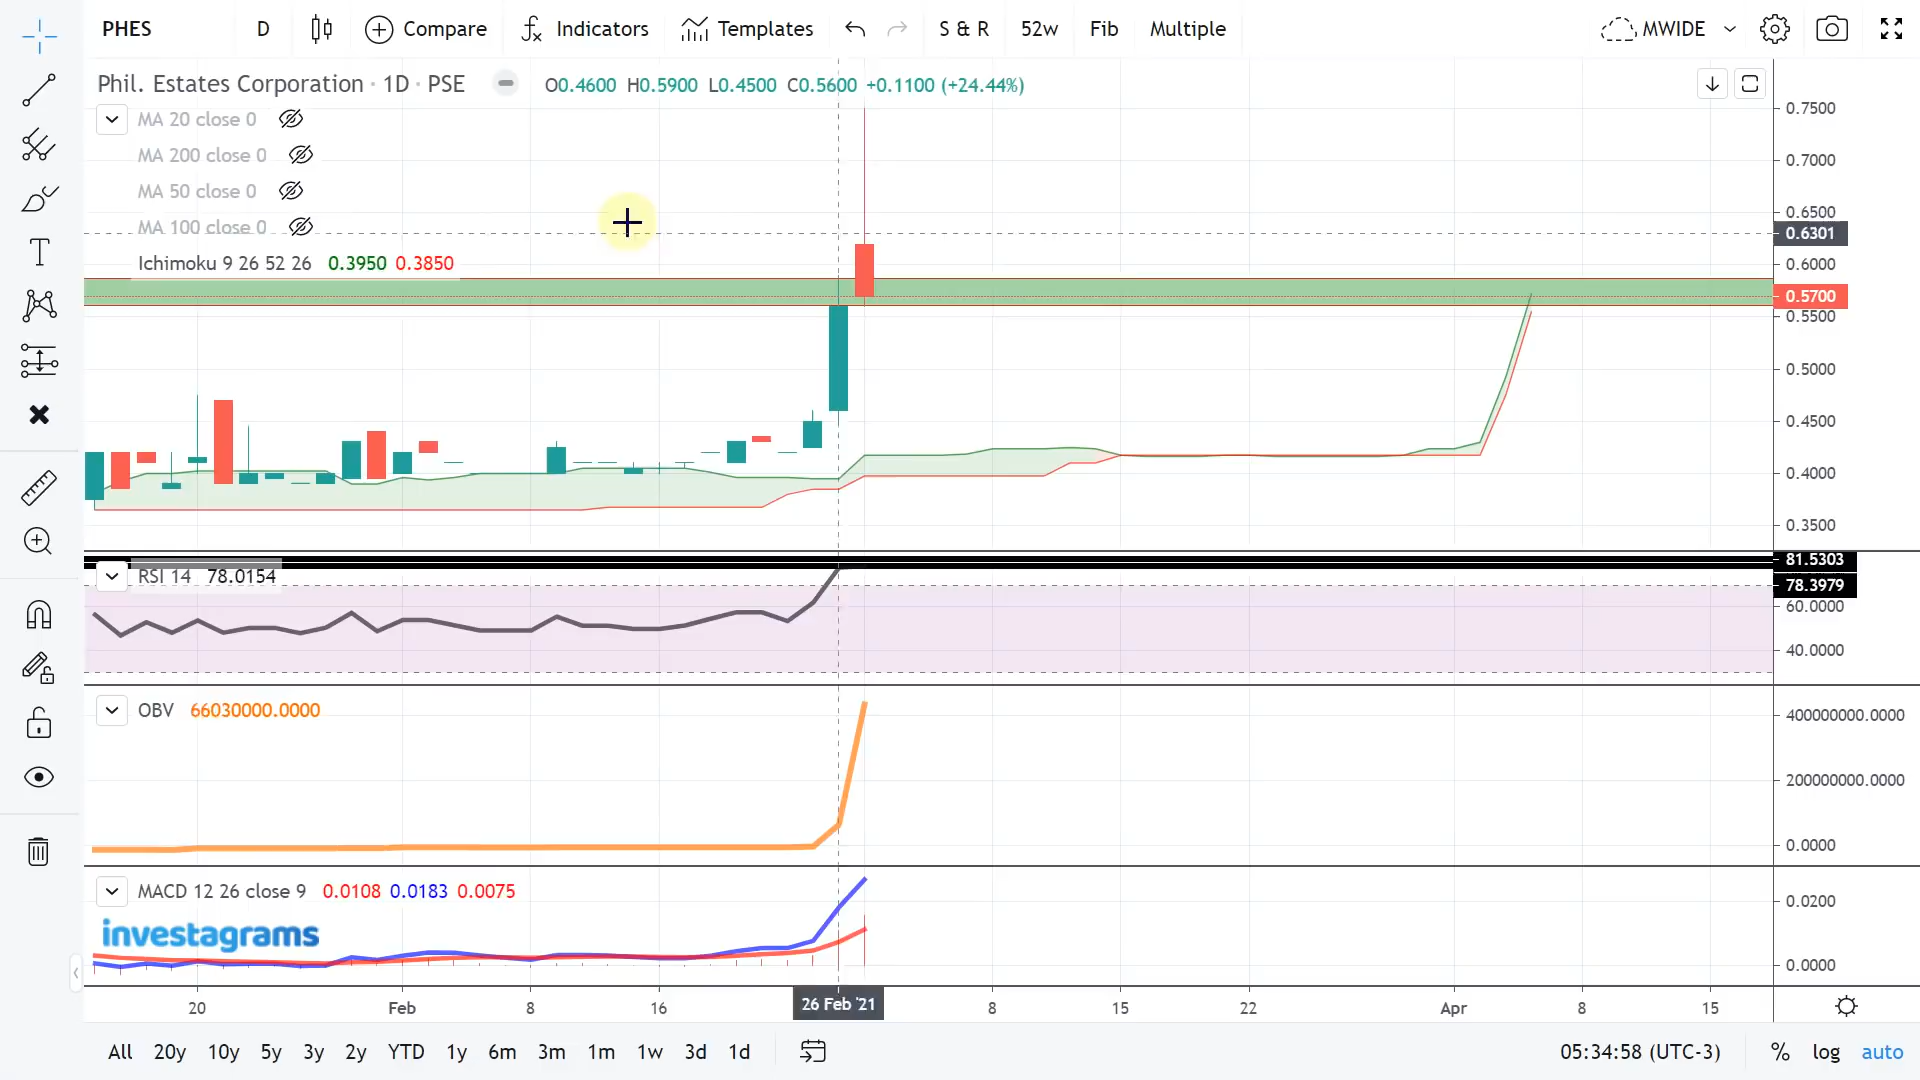 PHES D Compare Indicators Templates S & R 52w Fib Multiple MWIDE
Phil. Estates Corporation · 1D · PSE O0.4600 H0.5900 L0.4500 C0.5600 +0.1100 (+24.44%)
MA 20 close 0
MA 200 close 0
MA 50 close 0
MA 100 close 0
Ichimoku 9 26 52 26 0.3950 0.3850
0.7500
0.7000
0.6500
0.6301
0.6000
0.5700
0.5500
0.5000
0.4500
0.4000
0.3500
RSI 14 78.0154
81.5303
78.3979
60.0000
40.0000
OBV 66030000.0000
400000000.0000
200000000.0000
0.0000
MACD 12 26 close 9 0.0108 0.0183 0.0075
investagrams
0.0200
0.0000
20 Feb 8 16 26 Feb '21 8 15 22 Apr 8 15
All 20y 10y 5y 3y 2y YTD 1y 6m 3m 1m 1w 3d 1d 05:34:58 (UTC-3) % log auto